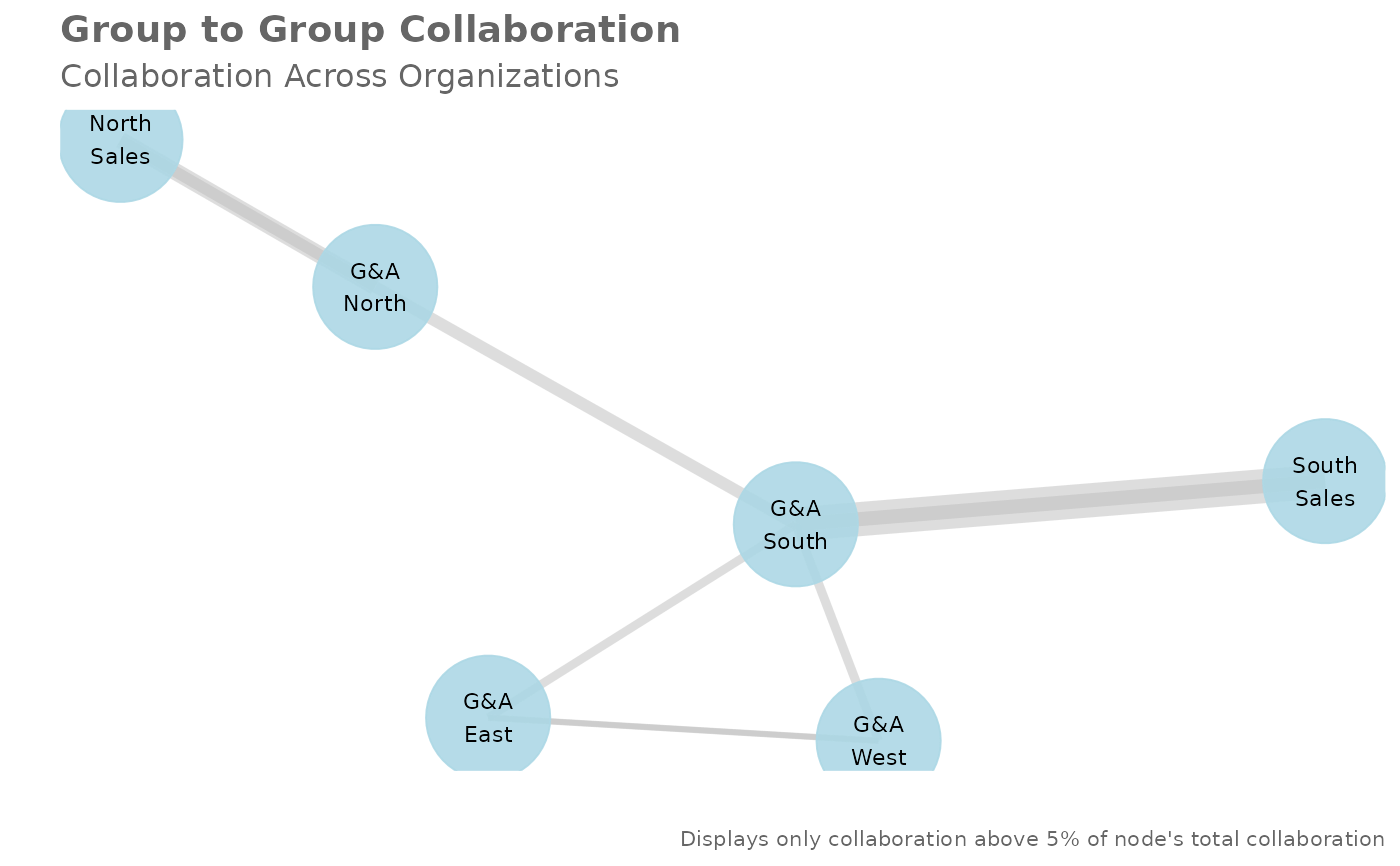 Group to Group Collaboration
Collaboration Across Organizations
North
Sales
G&A
North
South
Sales
G&A
South
G&A
East
G&A
West
Displays only collaboration above 5% of node's total collaboration